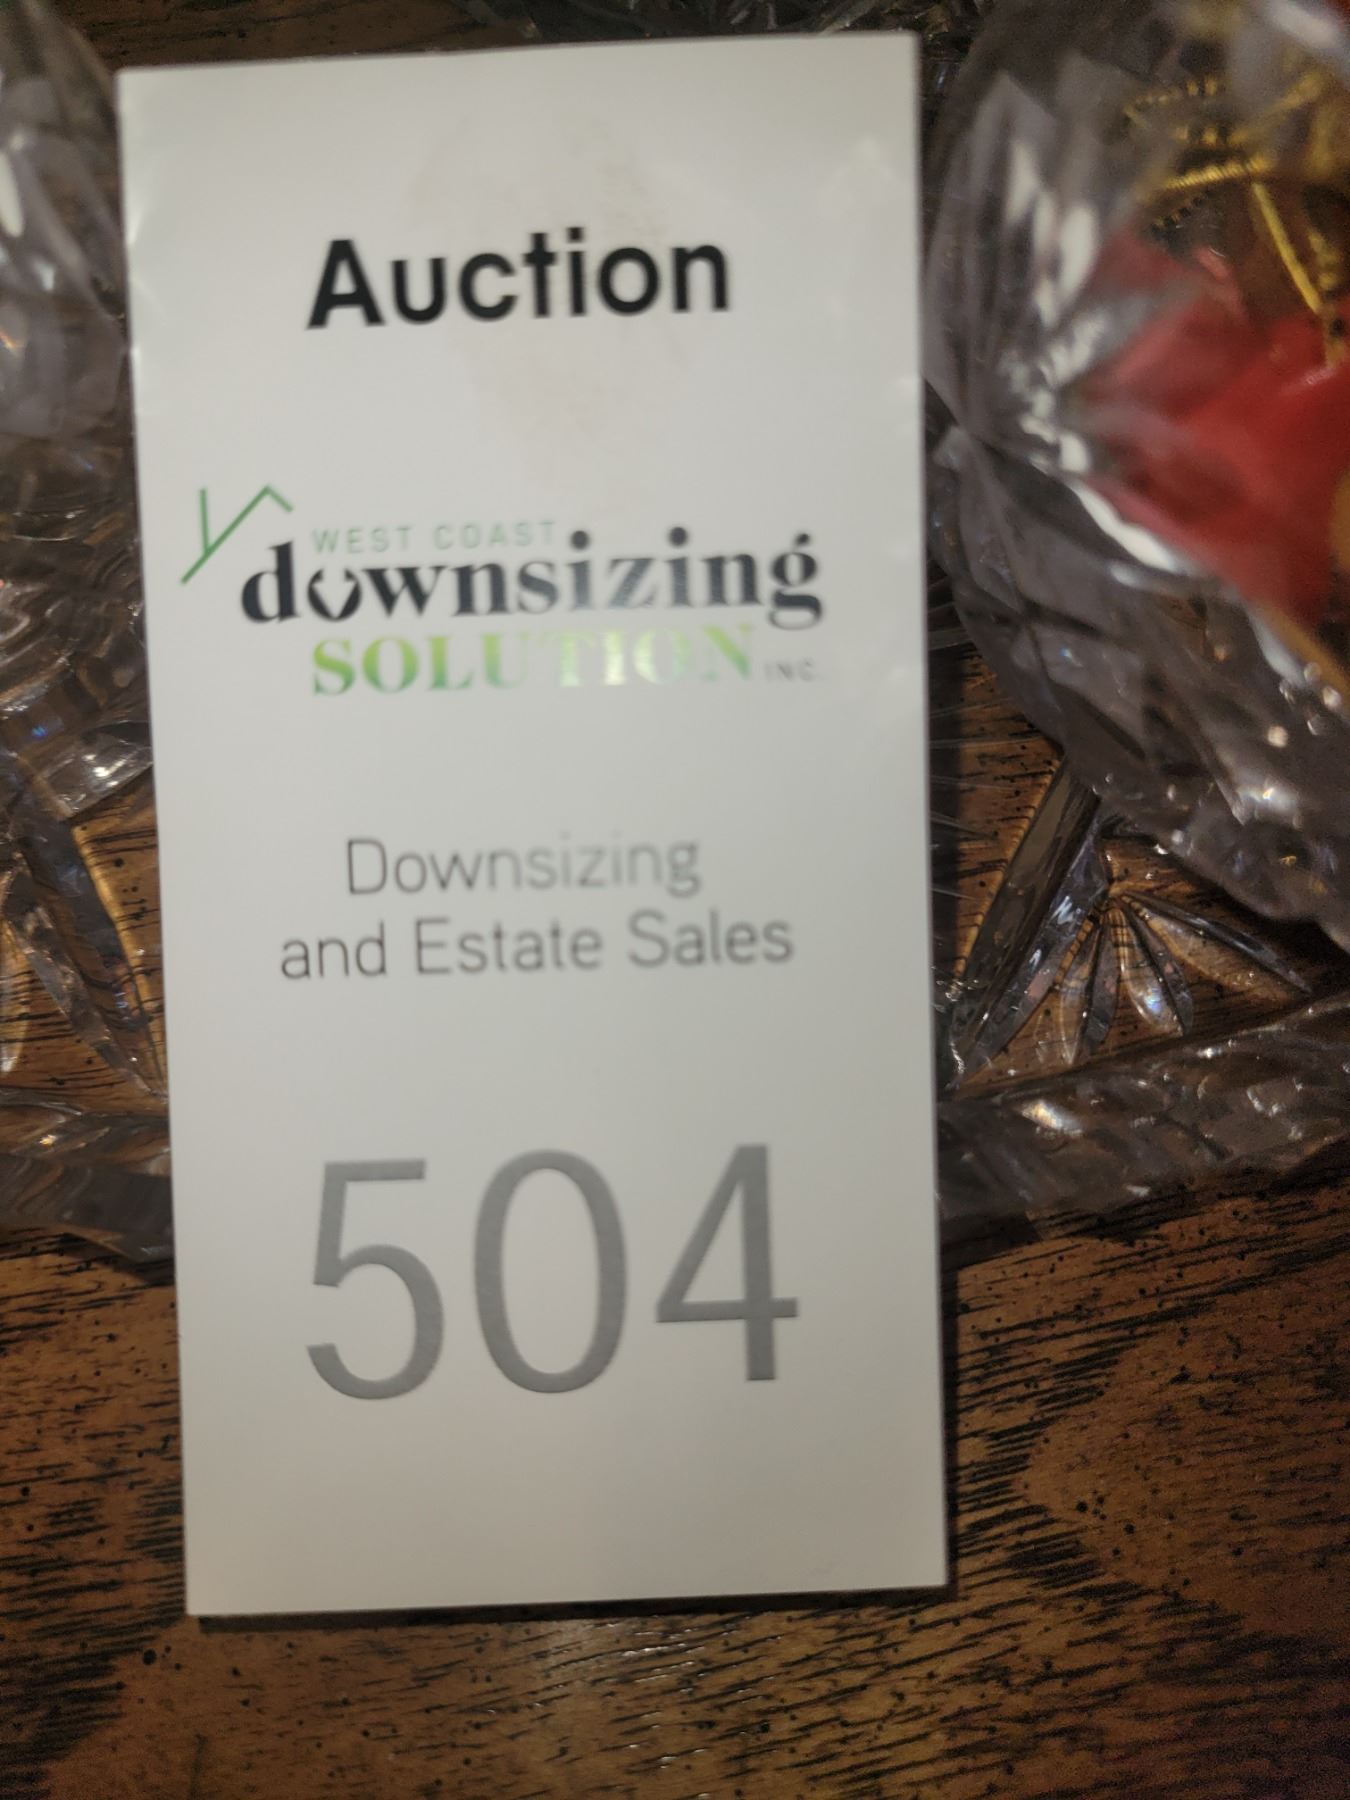 Auction
WEST COAST
downsizing
SOLUTION INC.
Downsizing
and Estate Sales
504